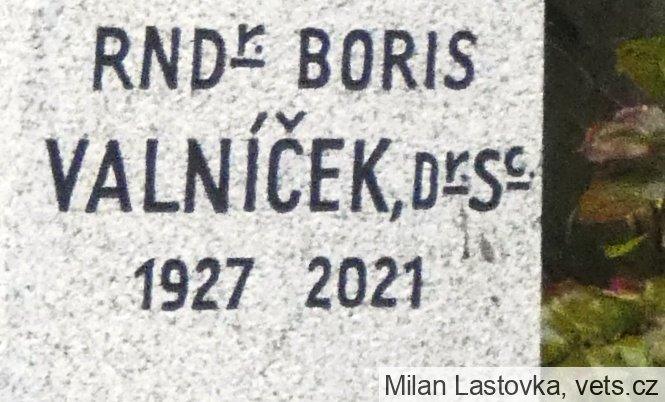 RNDr. BORIS
VALNÍČEK, DrSc.
1927 2021
Milan Lastovka, vets.cz